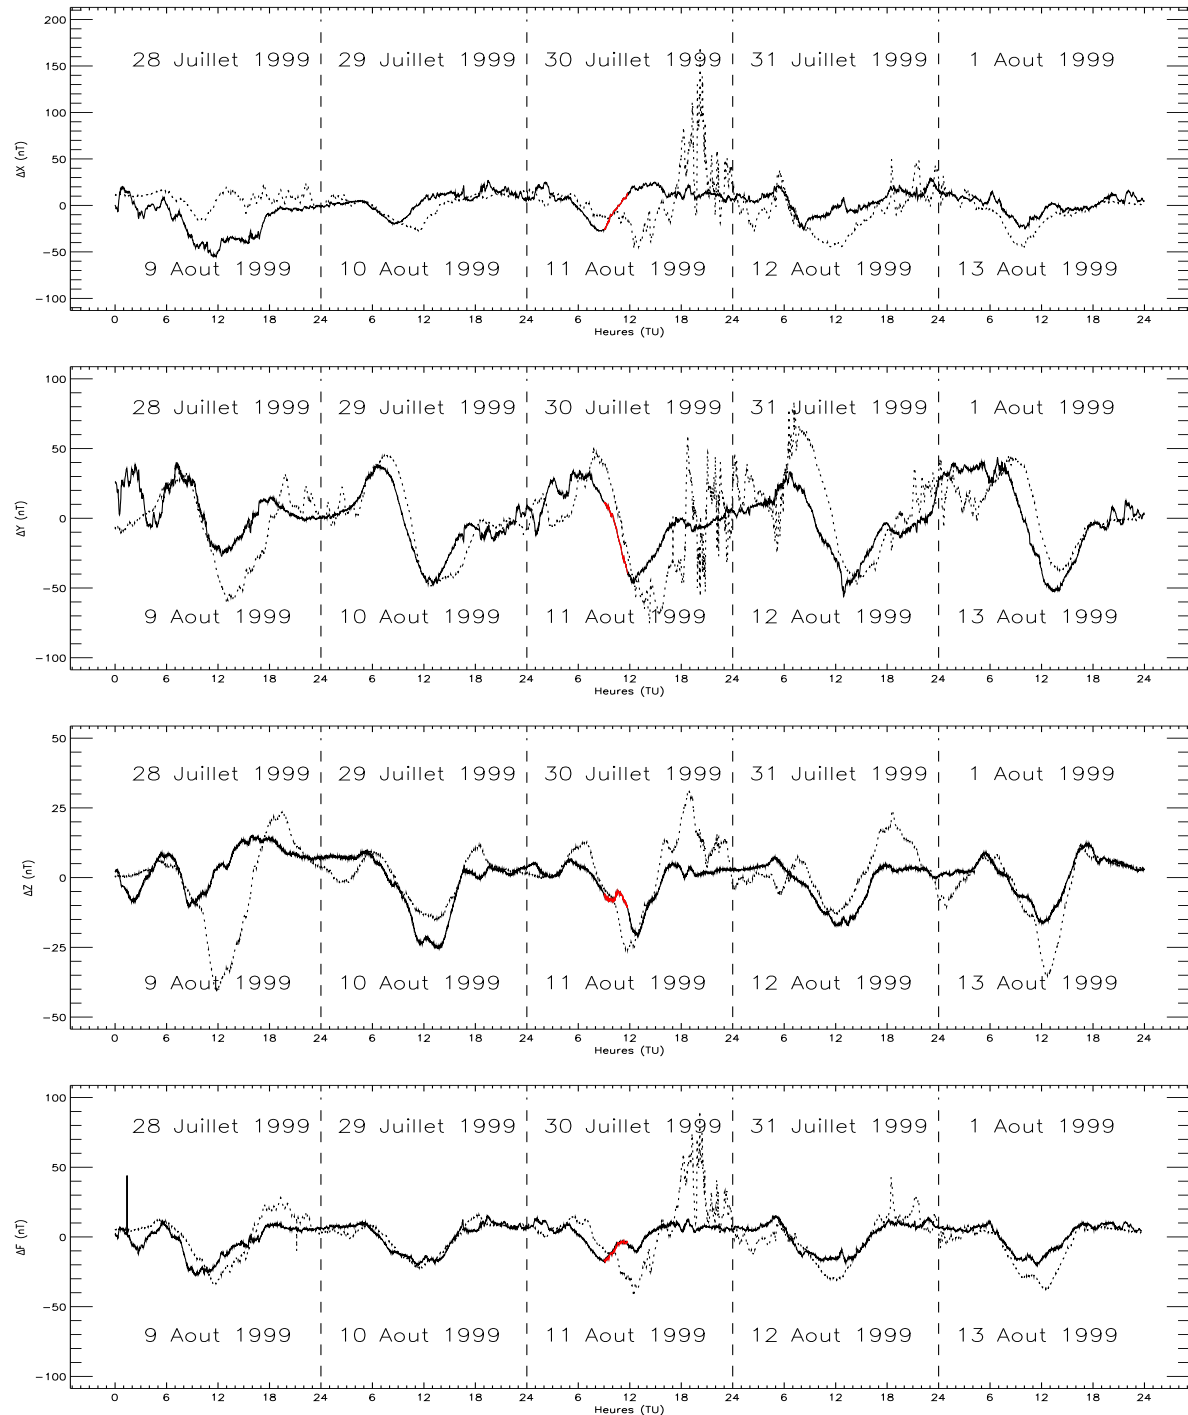 200
150
100
50
0
−50
−100
ΔX (nT)
28 Juillet 1999 29 Juillet 1999 30 Juillet 1999 31 Juillet 1999 1 Aout 1999
9 Aout 1999 10 Aout 1999 11 Aout 1999 12 Aout 1999 13 Aout 1999
0 6 12 18 24 6 12 18 24 6 12 18 24 6 12 18 24 6 12 18 24
Heures (TU)
100
50
0
−50
−100
ΔY (nT)
28 Juillet 1999 29 Juillet 1999 30 Juillet 1999 31 Juillet 1999 1 Aout 1999
9 Aout 1999 10 Aout 1999 11 Aout 1999 12 Aout 1999 13 Aout 1999
0 6 12 18 24 6 12 18 24 6 12 18 24 6 12 18 24 6 12 18 24
Heures (TU)
50
25
0
−25
−50
ΔZ (nT)
28 Juillet 1999 29 Juillet 1999 30 Juillet 1999 31 Juillet 1999 1 Aout 1999
9 Aout 1999 10 Aout 1999 11 Aout 1999 12 Aout 1999 13 Aout 1999
0 6 12 18 24 6 12 18 24 6 12 18 24 6 12 18 24 6 12 18 24
Heures (TU)
100
50
0
−50
−100
ΔF (nT)
28 Juillet 1999 29 Juillet 1999 30 Juillet 1999 31 Juillet 1999 1 Aout 1999
9 Aout 1999 10 Aout 1999 11 Aout 1999 12 Aout 1999 13 Aout 1999
0 6 12 18 24 6 12 18 24 6 12 18 24 6 12 18 24 6 12 18 24
Heures (TU)